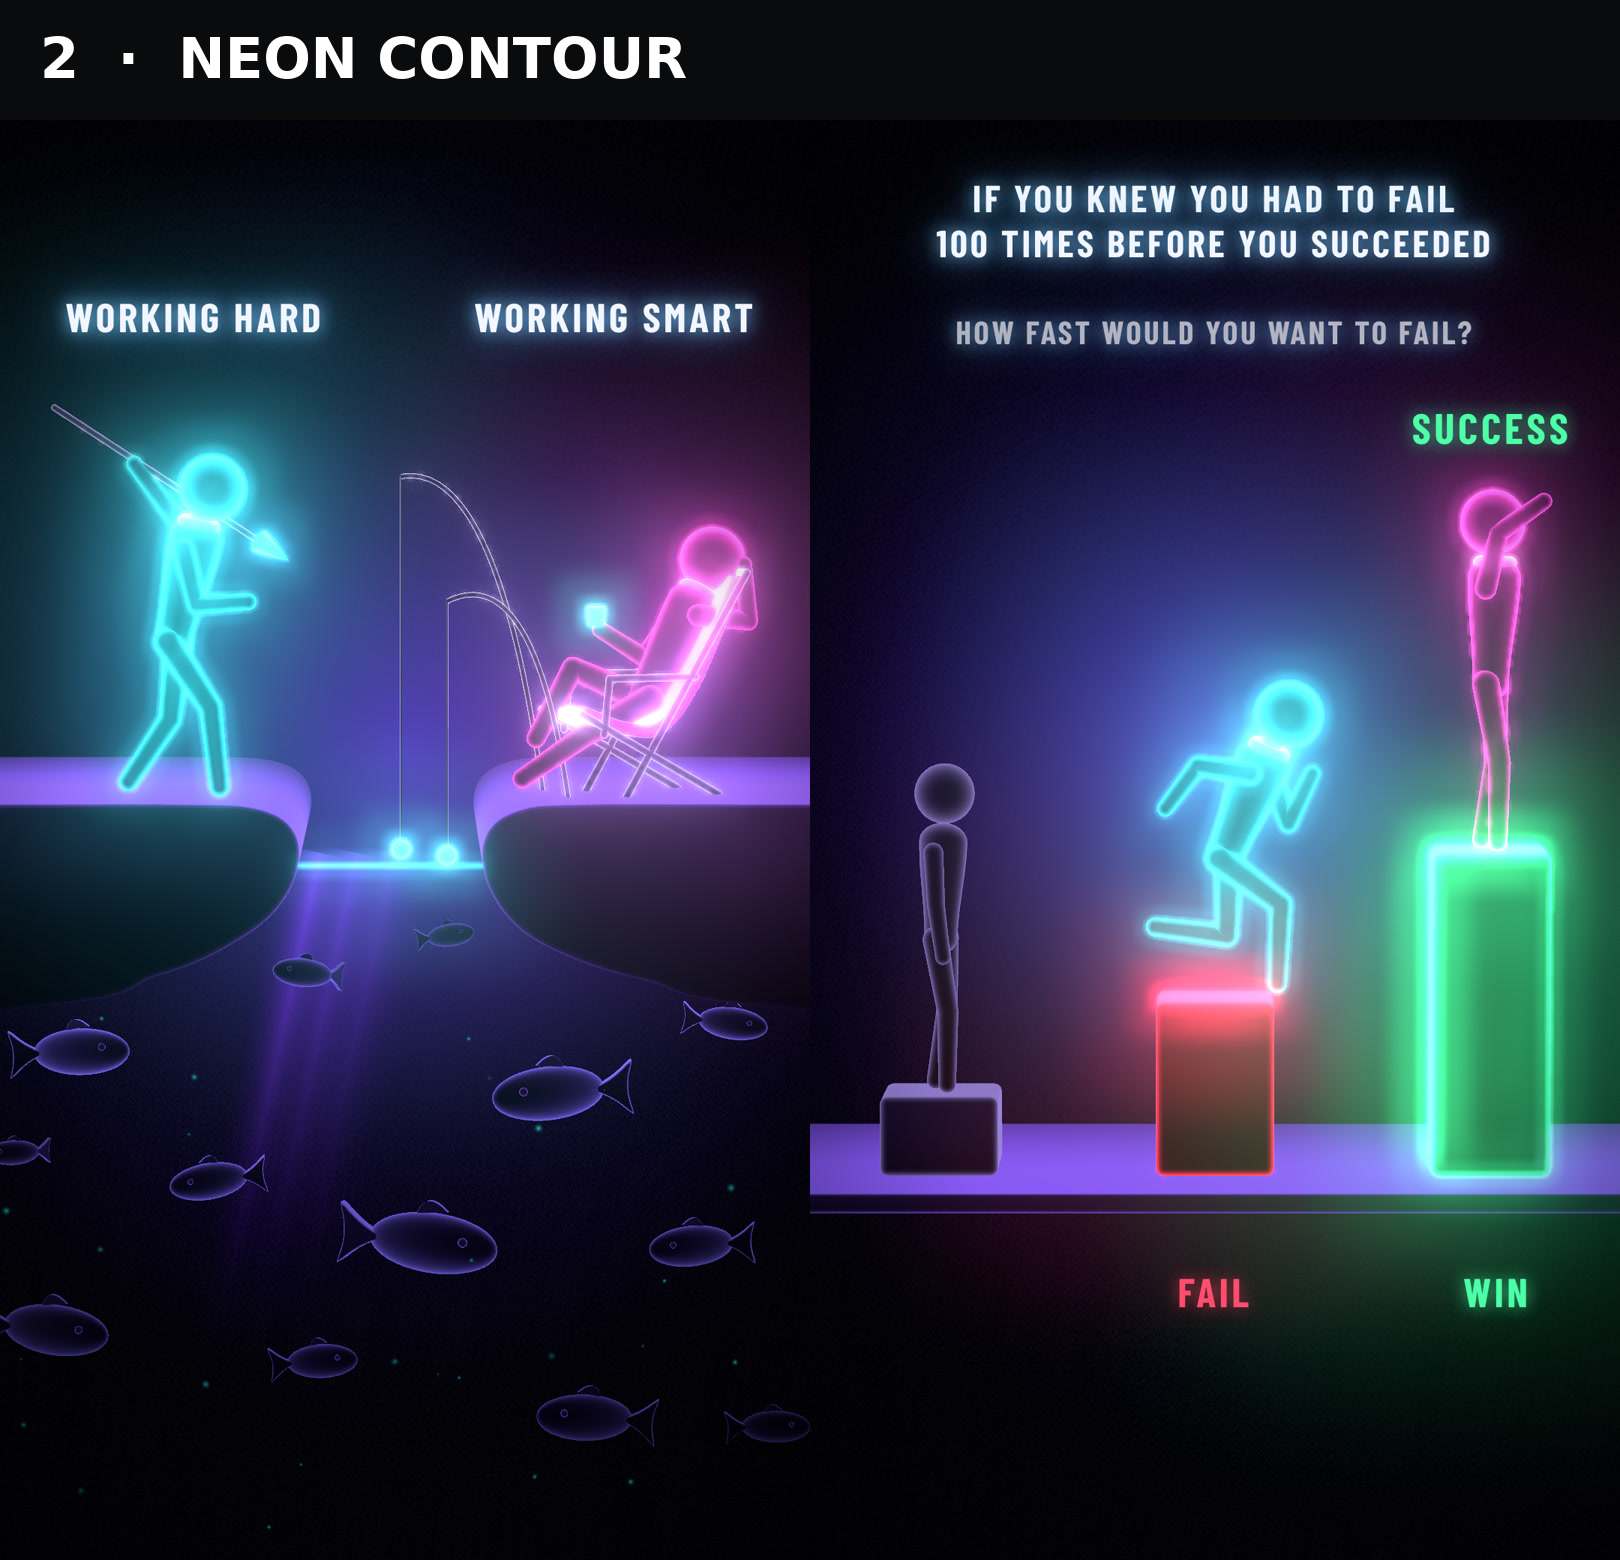 2 · NEON CONTOUR
WORKING HARD
WORKING SMART
IF YOU KNEW YOU HAD TO FAIL
100 TIMES BEFORE YOU SUCCEEDED
HOW FAST WOULD YOU WANT TO FAIL?
SUCCESS
FAIL
WIN